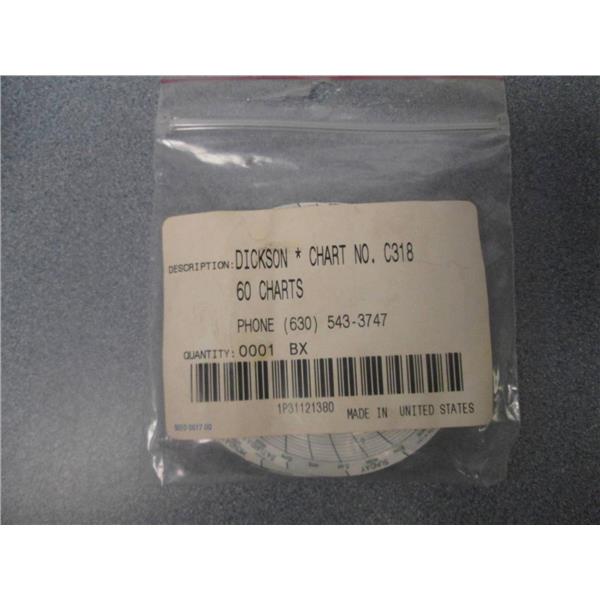 DESCRIPTION: DICKSON * CHART NO. C318
60 CHARTS
PHONE (630) 543-3747
QUANTITY: 0001 BX
1P31121380
MADE IN UNITED STATES
SUNDAY